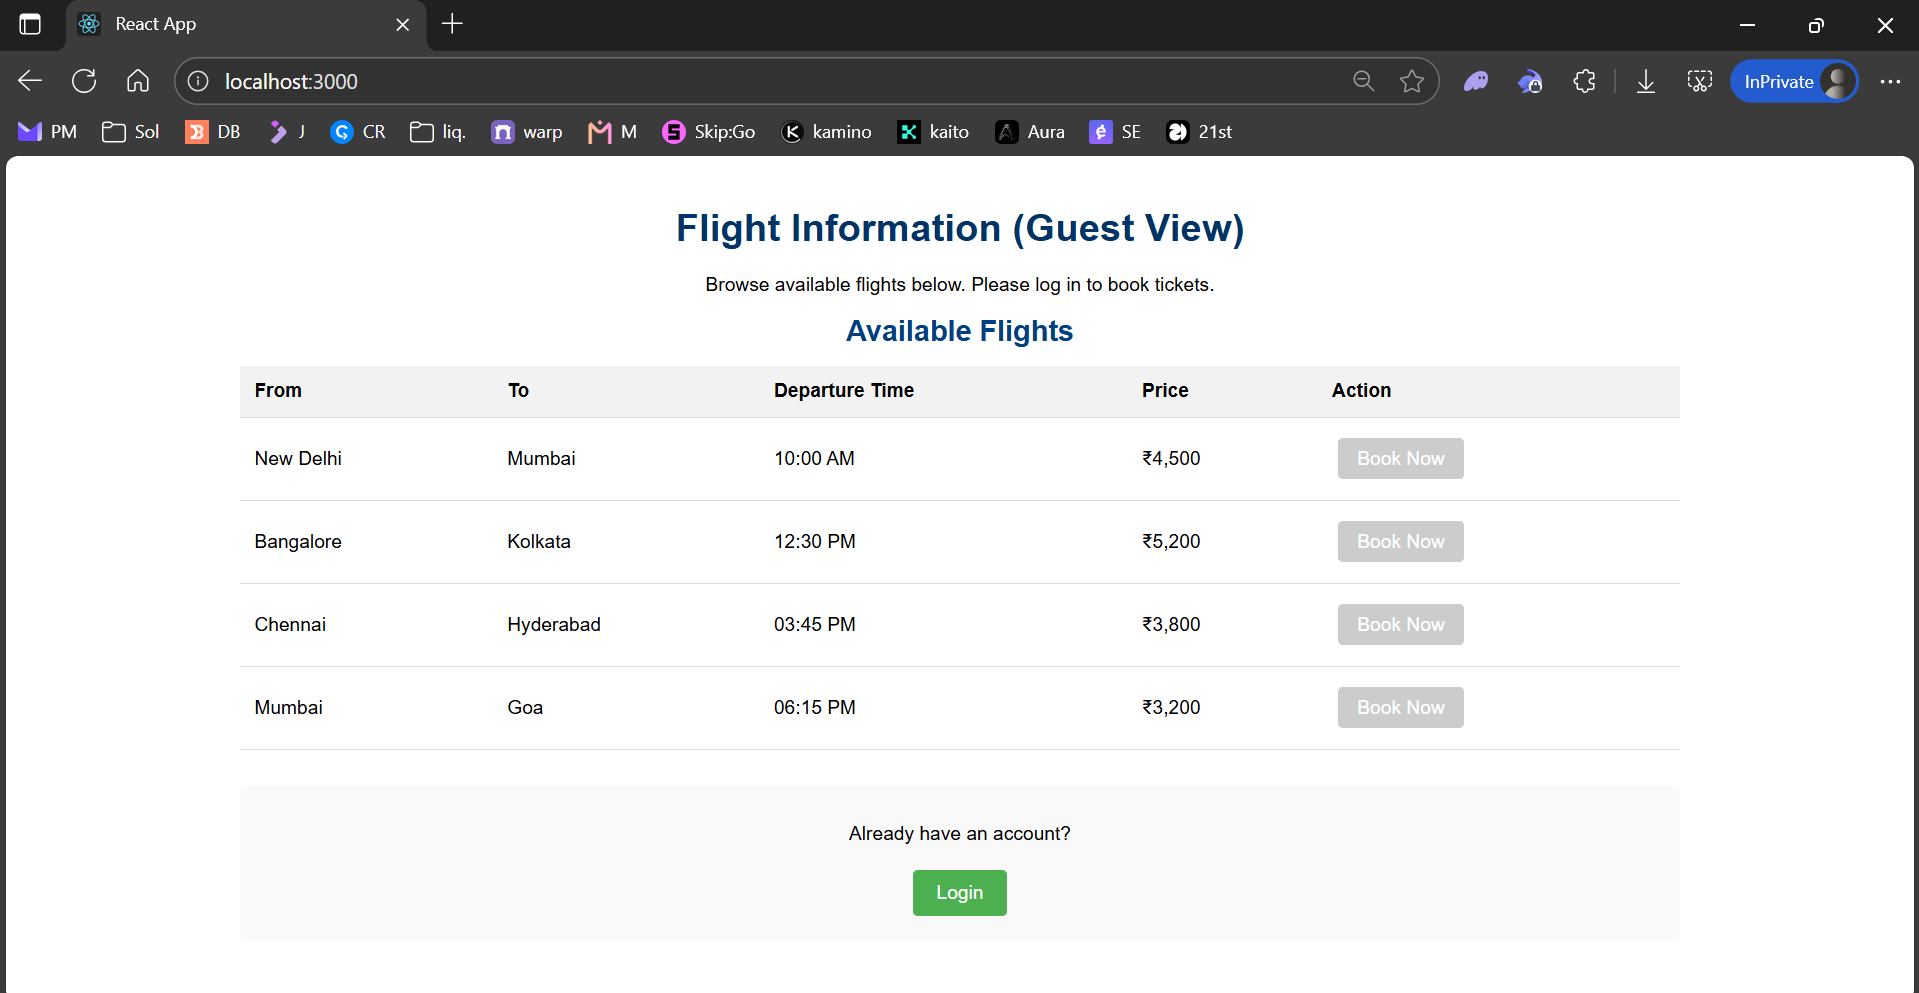 React App
localhost:3000
InPrivate
PM Sol DB J CR liq. warp M Skip:Go kamino kaito Aura SE 21st
Flight Information (Guest View)
Browse available flights below. Please log in to book tickets.
Available Flights
From To Departure Time Price Action
New Delhi Mumbai 10:00 AM ₹4,500 Book Now
Bangalore Kolkata 12:30 PM ₹5,200 Book Now
Chennai Hyderabad 03:45 PM ₹3,800 Book Now
Mumbai Goa 06:15 PM ₹3,200 Book Now
Already have an account?
Login